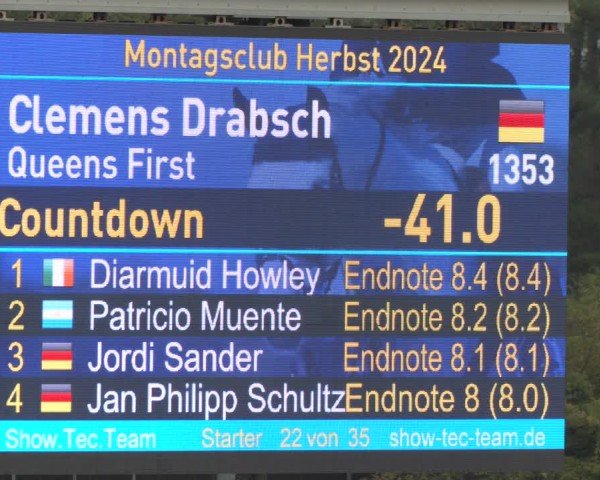 Montagsclub Herbst 2024
Clemens Drabsch
Queens First 1353
Countdown -41.0
1 Diarmuid Howley Endnote 8.4 (8.4)
2 Patricio Muente Endnote 8.2 (8.2)
3 Jordi Sander Endnote 8.1 (8.1)
4 Jan Philipp Schultz Endnote 8 (8.0)
Show.Tec.Team Starter 22 von 35 show-tec-team.de